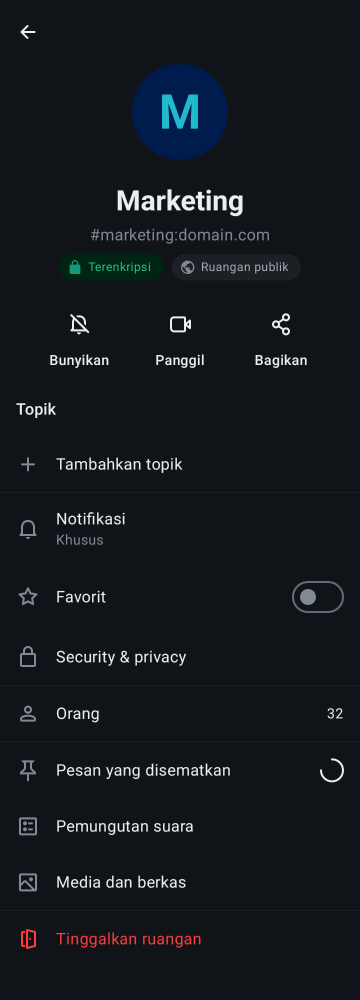 M
Marketing
#marketing:domain.com
Terenkripsi
Ruangan publik
Bunyikan
Panggil
Bagikan
Topik
Tambahkan topik
Notifikasi
Khusus
Favorit
Security & privacy
Orang
32
Pesan yang disematkan
Pemungutan suara
Media dan berkas
Tinggalkan ruangan